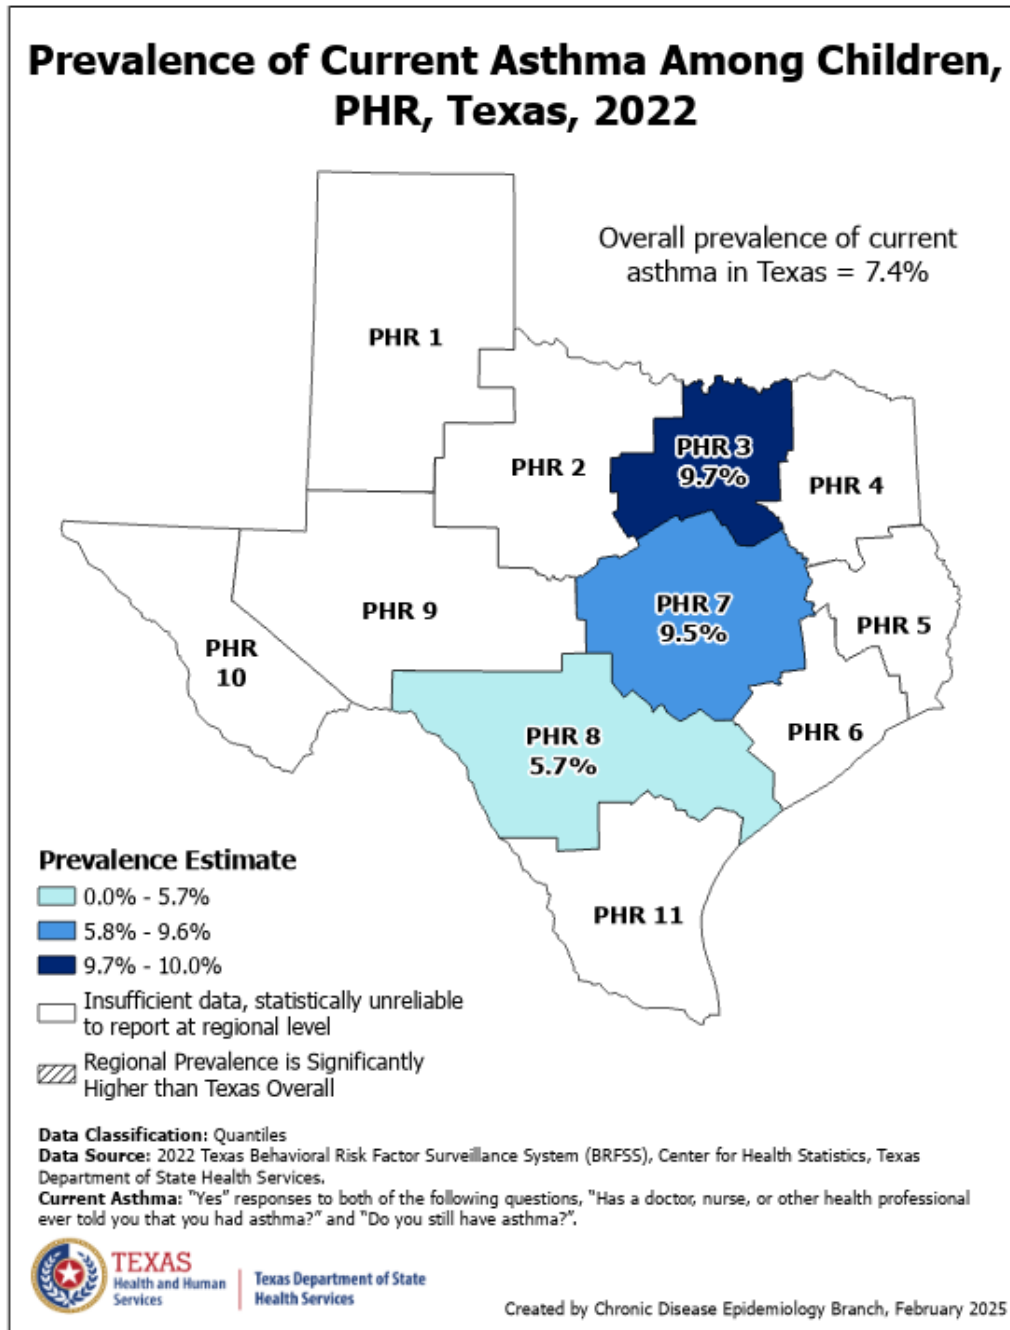 Prevalence of Current Asthma Among Children,
PHR, Texas, 2022
Overall prevalence of current
asthma in Texas = 7.4%
PHR 1
PHR 2
PHR 3
9.7%
PHR 4
PHR 9
PHR 7
9.5%
PHR 5
PHR
10
PHR 8
5.7%
PHR 6
PHR 11
Prevalence Estimate
0.0% - 5.7%
5.8% - 9.6%
9.7% - 10.0%
Insufficient data, statistically unreliable
to report at regional level
Regional Prevalence is Significantly
Higher than Texas Overall
Data Classification: Quantiles
Data Source: 2022 Texas Behavioral Risk Factor Surveillance System (BRFSS), Center for Health Statistics, Texas
Department of State Health Services.
Current Asthma: "Yes" responses to both of the following questions, "Has a doctor, nurse, or other health professional
ever told you that you had asthma?" and "Do you still have asthma?".
TEXAS
Health and Human
Services
Texas Department of State
Health Services
Created by Chronic Disease Epidemiology Branch, February 2025